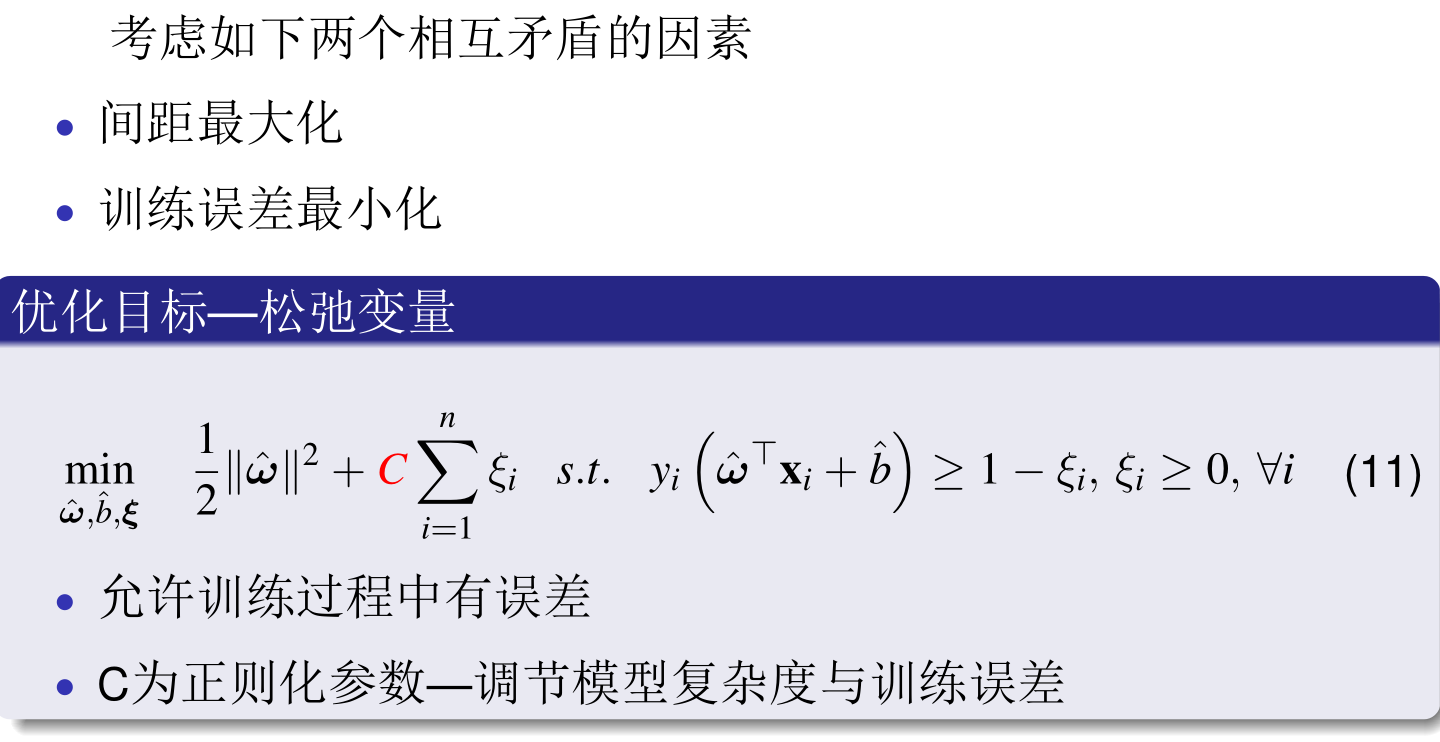 考虑如下两个相互矛盾的因素
• 间距最大化
• 训练误差最小化
优化目标—松弛变量
$$\min_{\hat{\boldsymbol{\omega}},\hat{b},\boldsymbol{\xi}} \quad \frac{1}{2}\|\hat{\boldsymbol{\omega}}\|^2 + C\sum_{i=1}^{n}\xi_i \quad s.t. \quad y_i\left(\hat{\boldsymbol{\omega}}^\top \mathbf{x}_i + \hat{b}\right) \geq 1 - \xi_i,\ \xi_i \geq 0,\ \forall i \quad (11)$$
• 允许训练过程中有误差
• C为正则化参数—调节模型复杂度与训练误差